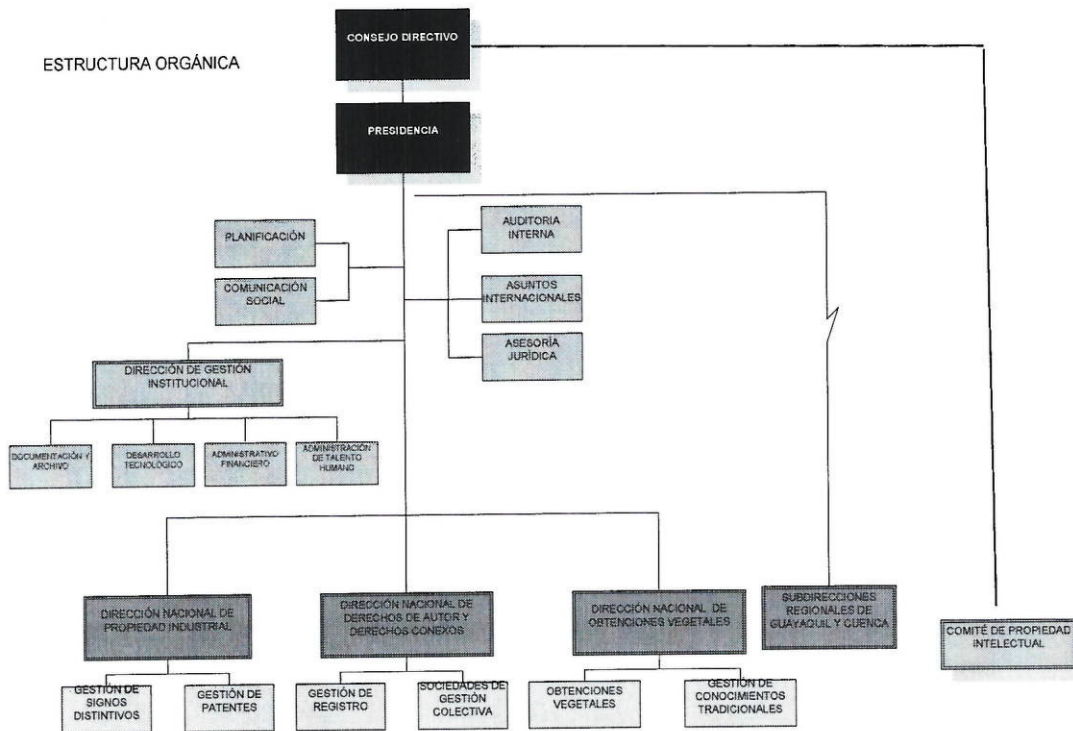 CONSEJO DIRECTIVO
ESTRUCTURA ORGÁNICA
PRESIDENCIA
PLANIFICACIÓN
AUDITORIA
INTERNA
COMUNICACIÓN
SOCIAL
ASUNTOS
INTERNACIONALES
ASESORÍA
JURÍDICA
DIRECCIÓN DE GESTIÓN
INSTITUCIONAL
DOCUMENTACIÓN Y
ARCHIVO
DESARROLLO
TECNOLÓGICO
ADMINISTRATIVO
FINANCIERO
ADMINISTRACIÓN
DE TALENTO
HUMANO
DIRECCIÓN NACIONAL DE
PROPIEDAD INDUSTRIAL
DIRECCIÓN NACIONAL DE
DERECHOS DE AUTOR Y
DERECHOS CONEXOS
DIRECCIÓN NACIONAL DE
OBTENCIONES VEGETALES
SUBDIRECCIONES
REGIONALES DE
GUAYAQUIL Y CUENCA
COMITÉ DE PROPIEDAD
INTELECTUAL
GESTIÓN DE
SIGNOS
DISTINTIVOS
GESTIÓN DE
PATENTES
GESTIÓN DE
REGISTRO
SOCIEDADES DE
GESTIÓN
COLECTIVA
OBTENCIONES
VEGETALES
GESTIÓN DE
CONOCIMIENTOS
TRADICIONALES